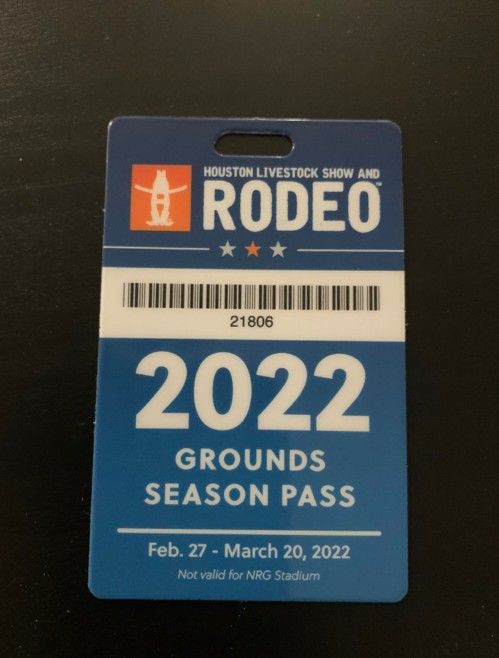 HOUSTON LIVESTOCK SHOW AND
RODEO™
21806
2022
GROUNDS
SEASON PASS
Feb. 27 - March 20, 2022
Not valid for NRG Stadium